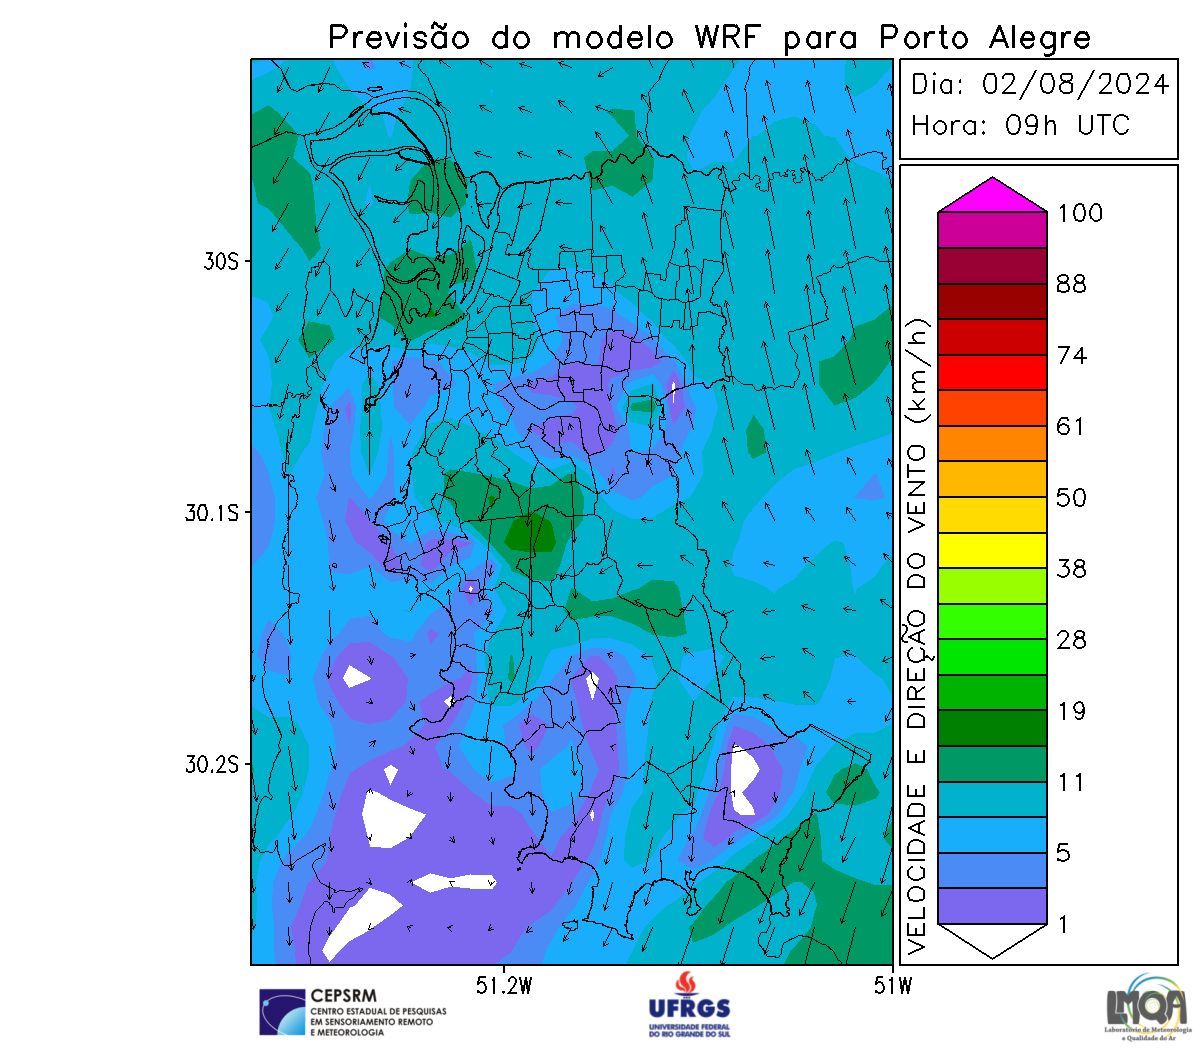 Previsão do modelo WRF para Porto Alegre
Dia: 02/08/2024
Hora: 09h UTC
30S
30.1S
30.2S
51.2W
51W
VELOCIDADE E DIREÇÃO DO VENTO (km/h)
100
88
74
61
50
38
28
19
11
5
1
CEPSRM
CENTRO ESTADUAL DE PESQUISAS
EM SENSORIAMENTO REMOTO
E METEOROLOGIA
UFRGS
UNIVERSIDADE FEDERAL
DO RIO GRANDE DO SUL
LMQA
Laboratório de Meteorologia
e Qualidade do Ar